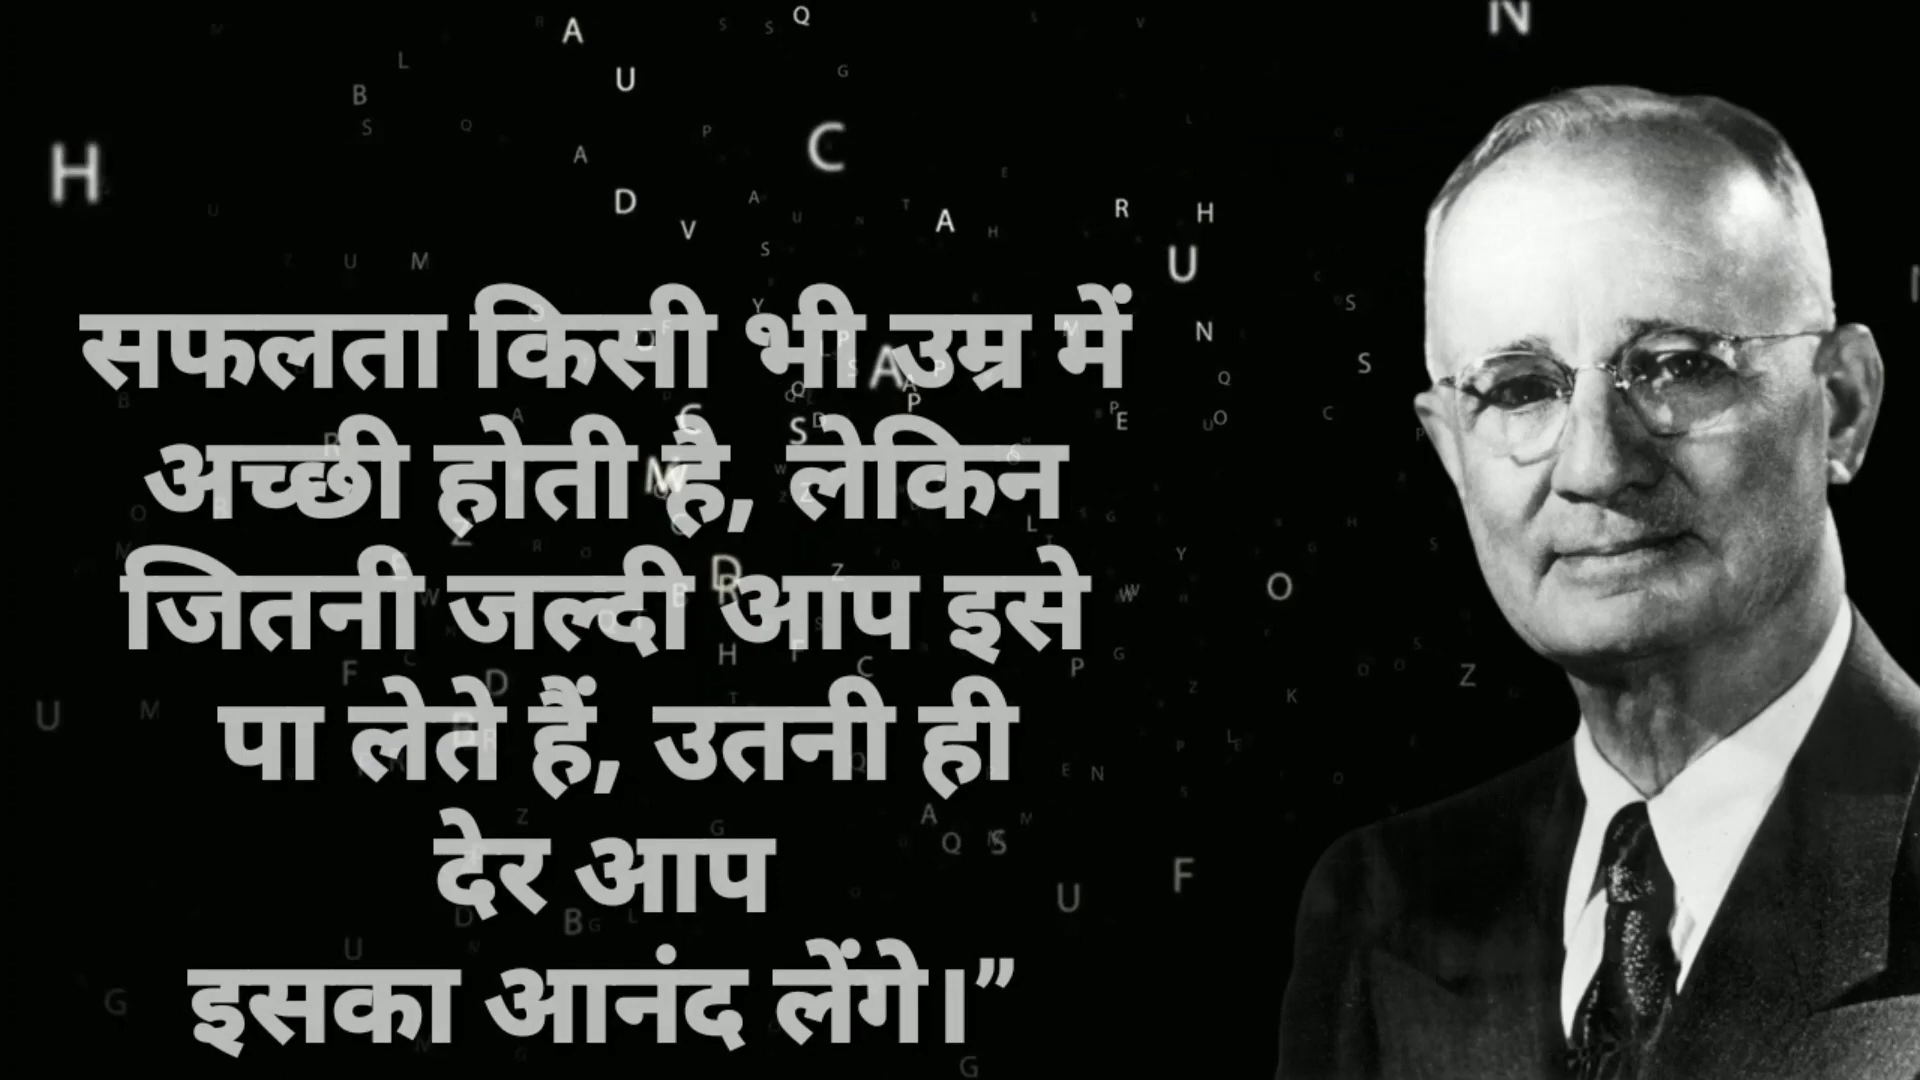 सफलता किसी भी उम्र में
अच्छी होती है, लेकिन
जितनी जल्दी आप इसे
पा लेते हैं, उतनी ही
देर आप
इसका आनंद लेंगे।”